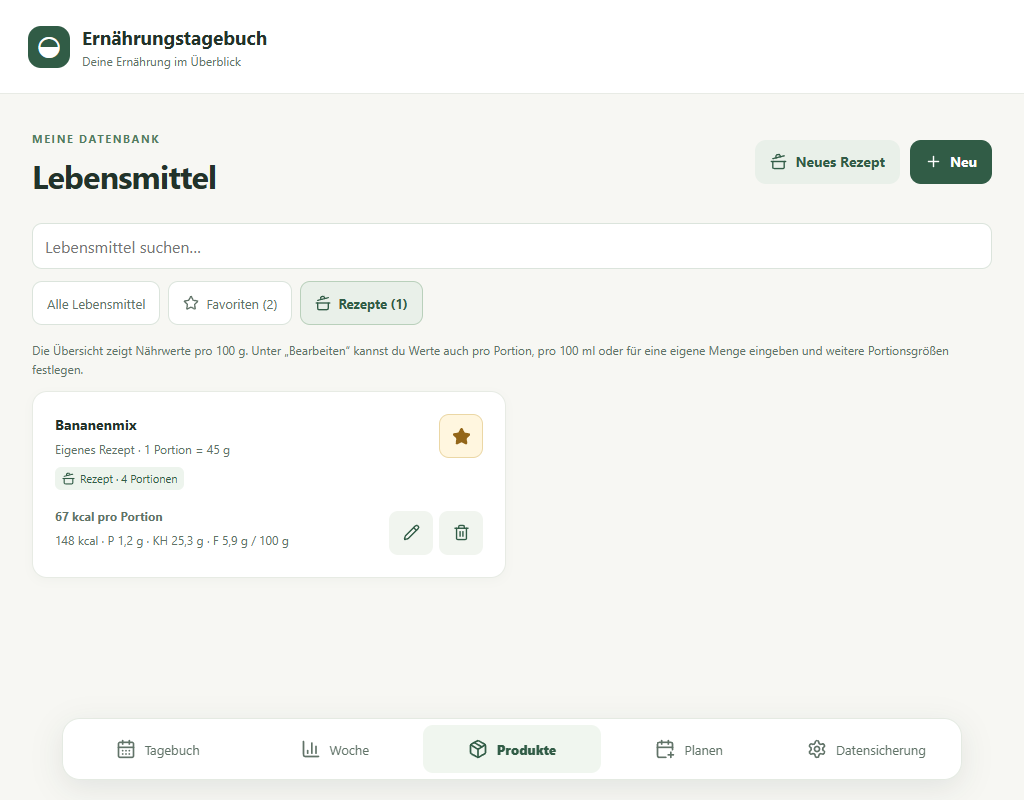 Ernährungstagebuch
Deine Ernährung im Überblick
MEINE DATENBANK
Lebensmittel
Neues Rezept
Neu
Lebensmittel suchen...
Alle Lebensmittel
Favoriten (2)
Rezepte (1)
Die Übersicht zeigt Nährwerte pro 100 g. Unter „Bearbeiten“ kannst du Werte auch pro Portion, pro 100 ml oder für eine eigene Menge eingeben und weitere Portionsgrößen
festlegen.
Bananenmix
Eigenes Rezept · 1 Portion = 45 g
Rezept · 4 Portionen
67 kcal pro Portion
148 kcal · P 1,2 g · KH 25,3 g · F 5,9 g / 100 g
Tagebuch
Woche
Produkte
Planen
Datensicherung